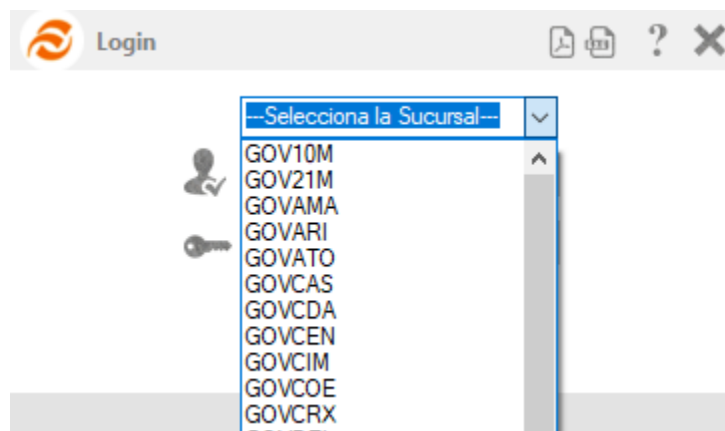 Login
---Selecciona la Sucursal---
GOV10M
GOV21M
GOVAMA
GOVARI
GOVATO
GOVCAS
GOVCDA
GOVCEN
GOVCIM
GOVCOE
GOVCRX